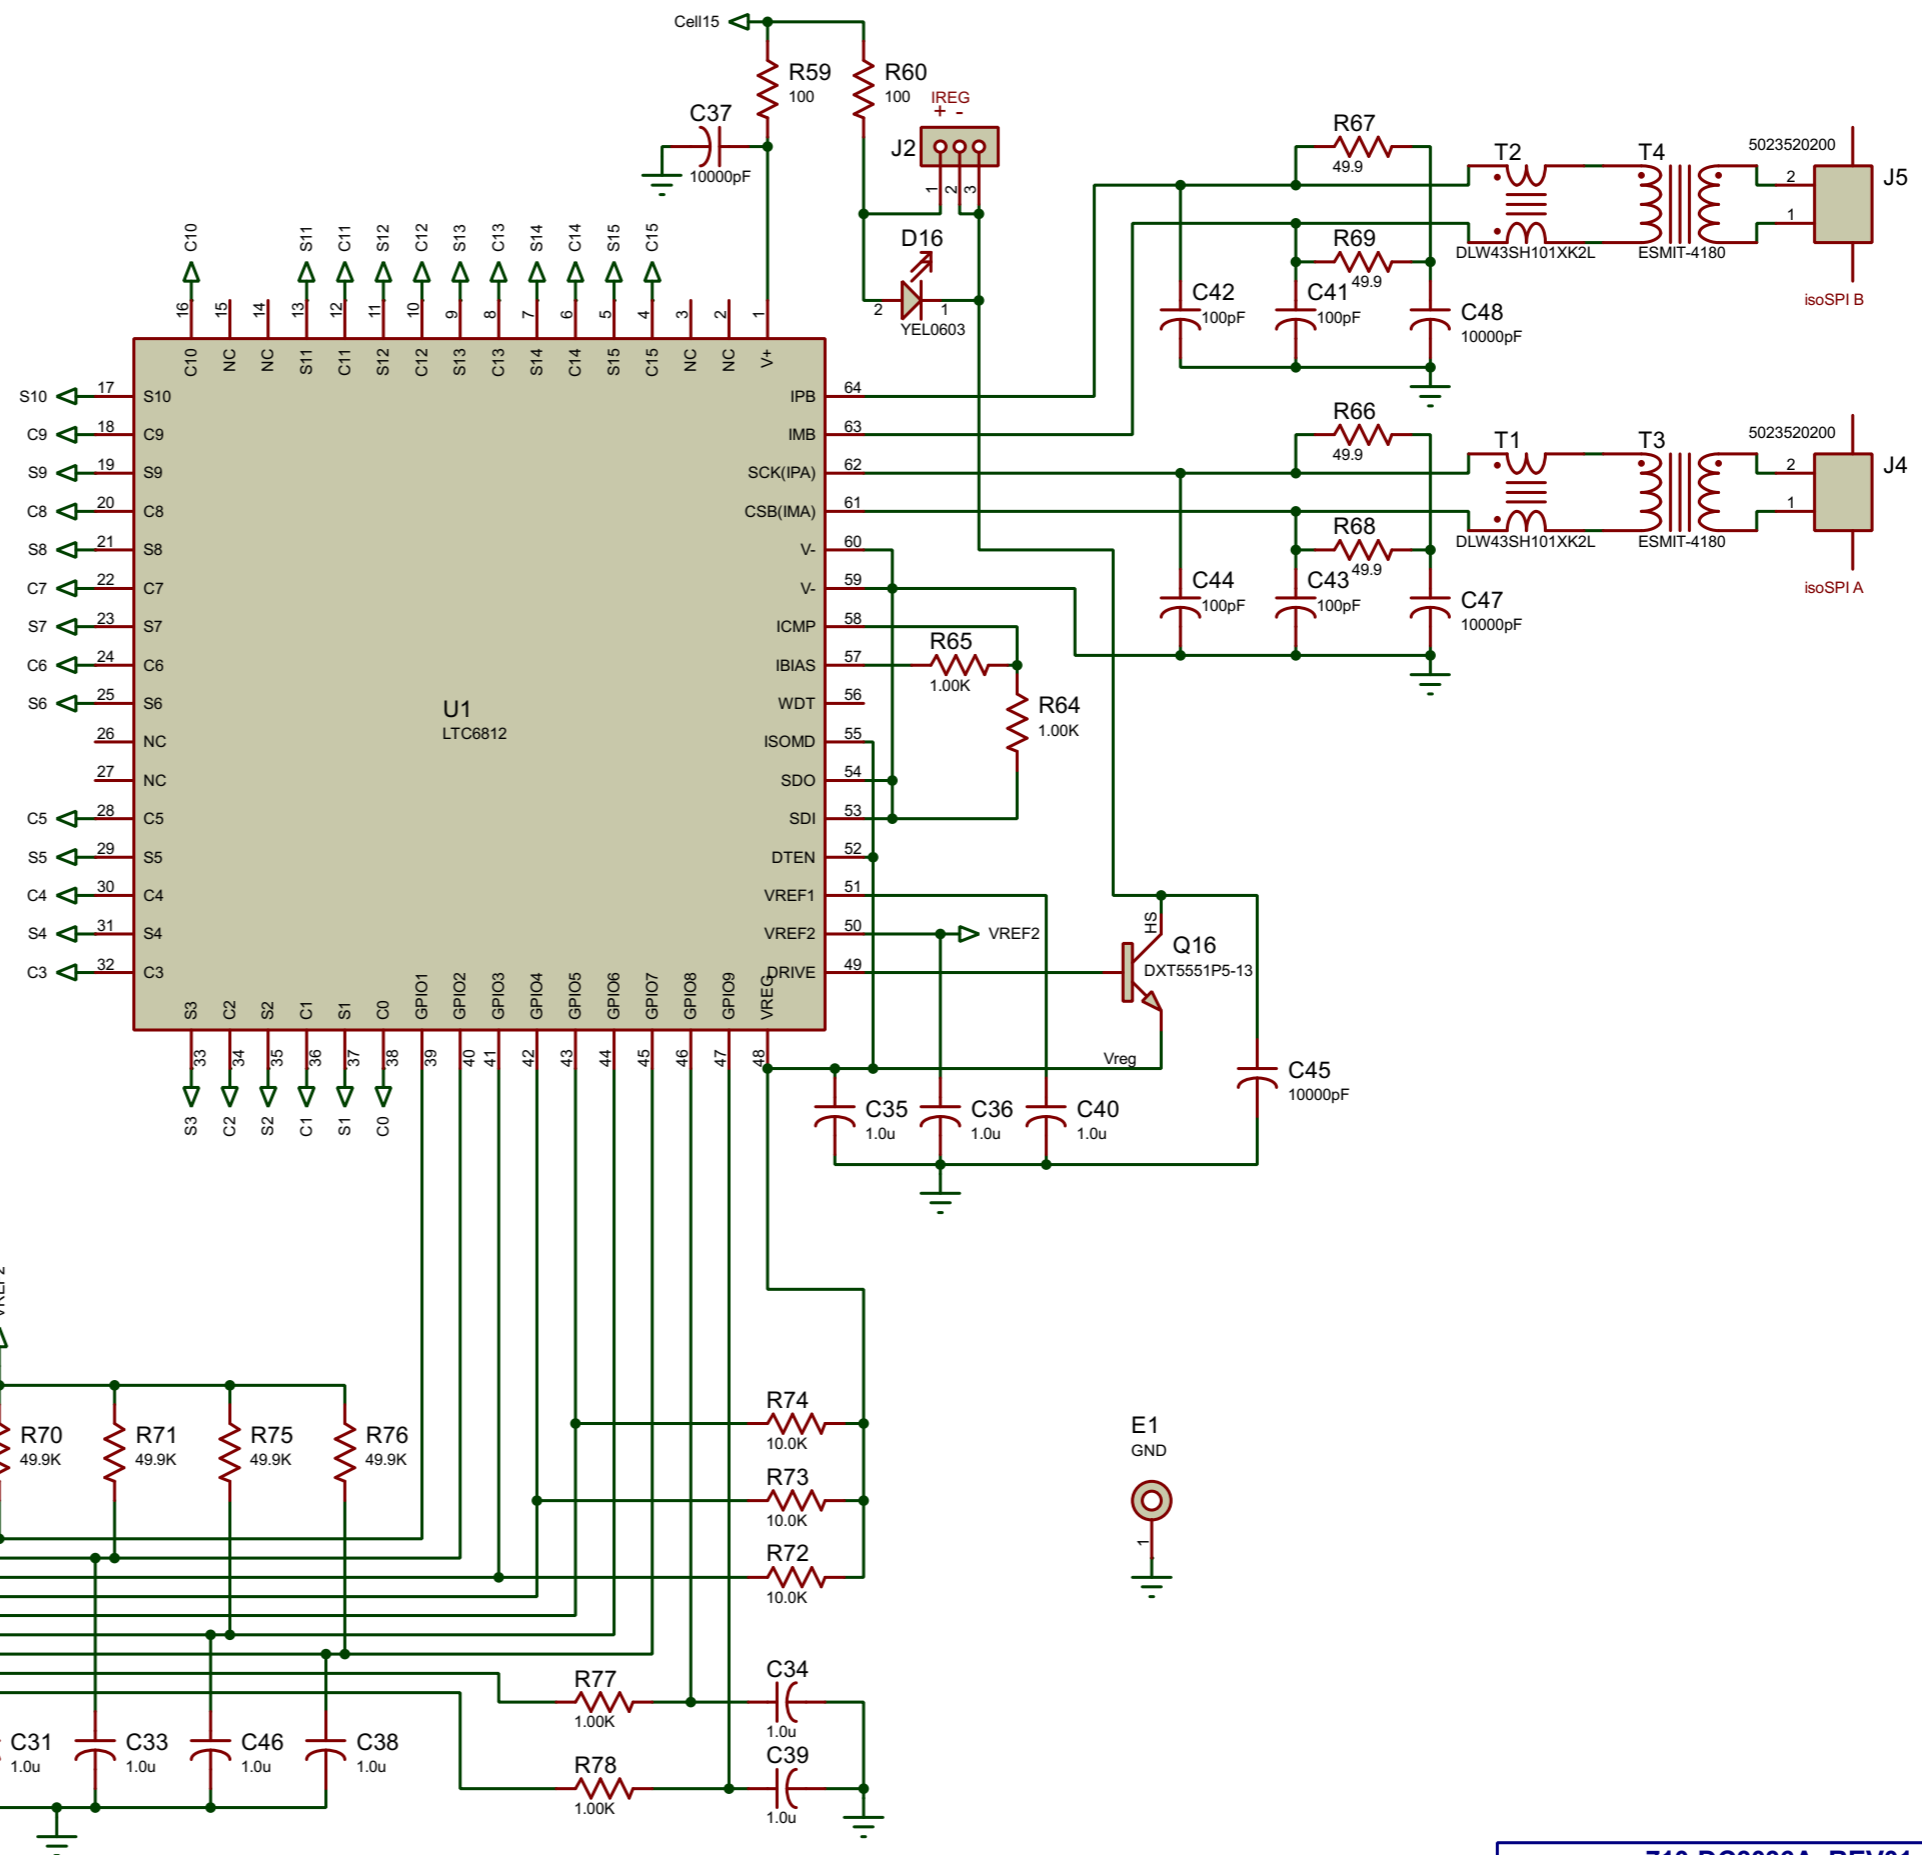 Cell15
R59
100
R60
100
IREG
+ -
J2
1
2
3
C37
10000pF
D16
2
1
YEL0603
R67
49.9
R69
49.9
C42
100pF
C41
100pF
C48
10000pF
T2
DLW43SH101XK2L
T4
ESMIT-4180
5023520200
2
1
J5
isoSPI B
R66
49.9
R68
49.9
C44
100pF
C43
100pF
C47
10000pF
T1
DLW43SH101XK2L
T3
ESMIT-4180
5023520200
2
1
J4
isoSPI A
C10 S11 C11 S12 C12 S13 C13 S14 C14 S15 C15
16 15 14 13 12 11 10 9 8 7 6 5 4 3 2 1
C10 NC NC S11 C11 S12 C12 S13 C13 S14 C14 S15 C15 NC NC V+
S10 17 S10
C9 18 C9
S9 19 S9
C8 20 C8
S8 21 S8
C7 22 C7
S7 23 S7
C6 24 C6
S6 25 S6
26 NC
27 NC
C5 28 C5
S5 29 S5
C4 30 C4
S4 31 S4
C3 32 C3
U1
LTC6812
IPB 64
IMB 63
SCK(IPA) 62
CSB(IMA) 61
V- 60
V- 59
ICMP 58
IBIAS 57
WDT 56
ISOMD 55
SDO 54
SDI 53
DTEN 52
VREF1 51
VREF2 50
DRIVE 49
R65
1.00K
R64
1.00K
VREF2
HS
Q16
DXT5551P5-13
S3 C2 S2 C1 S1 C0 GPIO1 GPIO2 GPIO3 GPIO4 GPIO5 GPIO6 GPIO7 GPIO8 GPIO9 VREG
33 34 35 36 37 38 39 40 41 42 43 44 45 46 47 48
S3 C2 S2 C1 S1 C0
Vreg
C35
1.0u
C36
1.0u
C40
1.0u
C45
10000pF
R70
49.9K
R71
49.9K
R75
49.9K
R76
49.9K
R74
10.0K
R73
10.0K
R72
10.0K
E1
GND
1
R77
1.00K
C34
1.0u
R78
1.00K
C39
1.0u
C31
1.0u
C33
1.0u
C46
1.0u
C38
1.0u